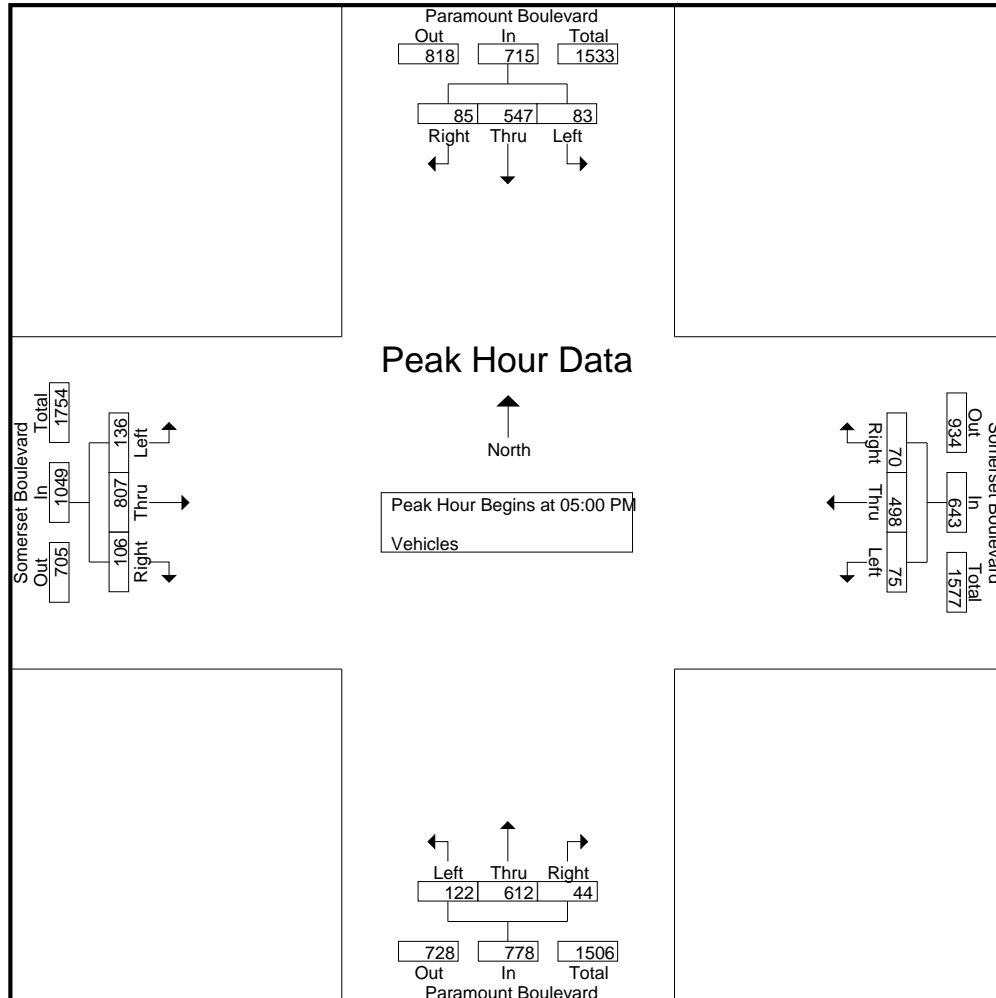 Paramount Boulevard
Out In Total
818 715 1533
85 547 83
Right Thru Left
Peak Hour Data
North
Peak Hour Begins at 05:00 PM
Vehicles
Somerset Boulevard
Total In Out
1754 1049 705
136 807 106
Left Thru Right
Somerset Boulevard
Out In Total
934 643 1577
70 498 75
Right Thru Left
Left Thru Right
122 612 44
728 778 1506
Out In Total
Paramount Boulevard